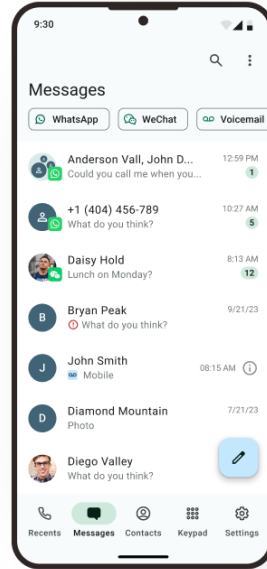 9:30
Messages
WhatsApp WeChat Voicemail
Anderson Vall, John D... 12:59 PM
Could you call me when you... 1
+1 (404) 456-789 10:27 AM
What do you think? 5
Daisy Hold 8:13 AM
Lunch on Monday? 12
B Bryan Peak 9/21/23
What do you think?
J John Smith 08:15 AM
Mobile
D Diamond Mountain 7/21/23
Photo
Diego Valley
What do you think?
Recents Messages Contacts Keypad Settings